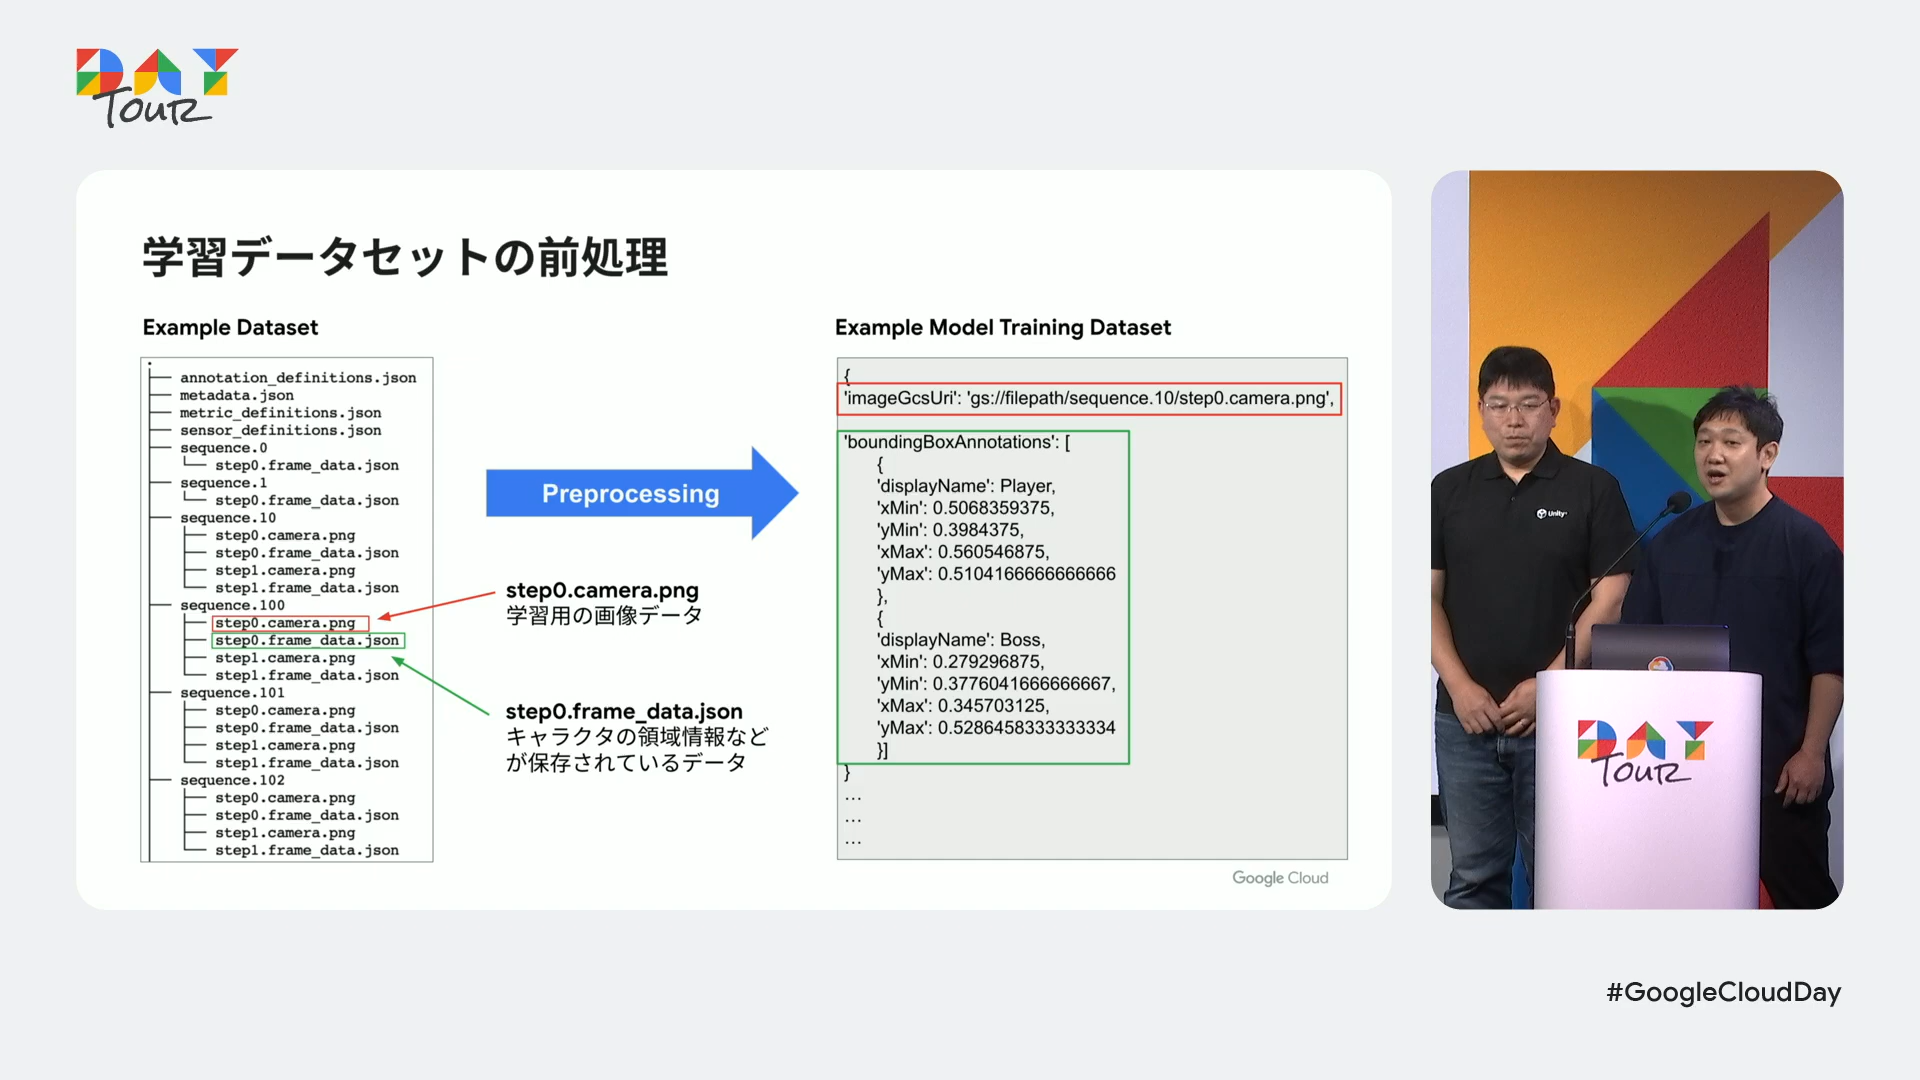 DAY
Tour
学習データセットの前処理
Example Dataset
.
annotation_definitions.json
metadata.json
metric_definitions.json
sensor_definitions.json
sequence.0
step0.frame_data.json
sequence.1
step0.frame_data.json
sequence.10
step0.camera.png
step0.frame_data.json
step1.camera.png
step1.frame_data.json
sequence.100
step0.camera.png
step0.frame_data.json
step1.camera.png
step1.frame_data.json
sequence.101
step0.camera.png
step0.frame_data.json
step1.camera.png
step1.frame_data.json
sequence.102
step0.camera.png
step0.frame_data.json
step1.camera.png
step1.frame_data.json
Preprocessing
step0.camera.png
学習用の画像データ
step0.frame_data.json
キャラクタの領域情報など
が保存されているデータ
Example Model Training Dataset
{
'imageGcsUri': 'gs://filepath/sequence.10/step0.camera.png',
'boundingBoxAnnotations': [
{
'displayName': Player,
'xMin': 0.5068359375,
'yMin': 0.3984375,
'xMax': 0.560546875,
'yMax': 0.5104166666666666
},
{
'displayName': Boss,
'xMin': 0.279296875,
'yMin': 0.3776041666666667,
'xMax': 0.345703125,
'yMax': 0.5286458333333334
}]
}
...
...
...
Google Cloud
Unity
DAY
Tour
#GoogleCloudDay